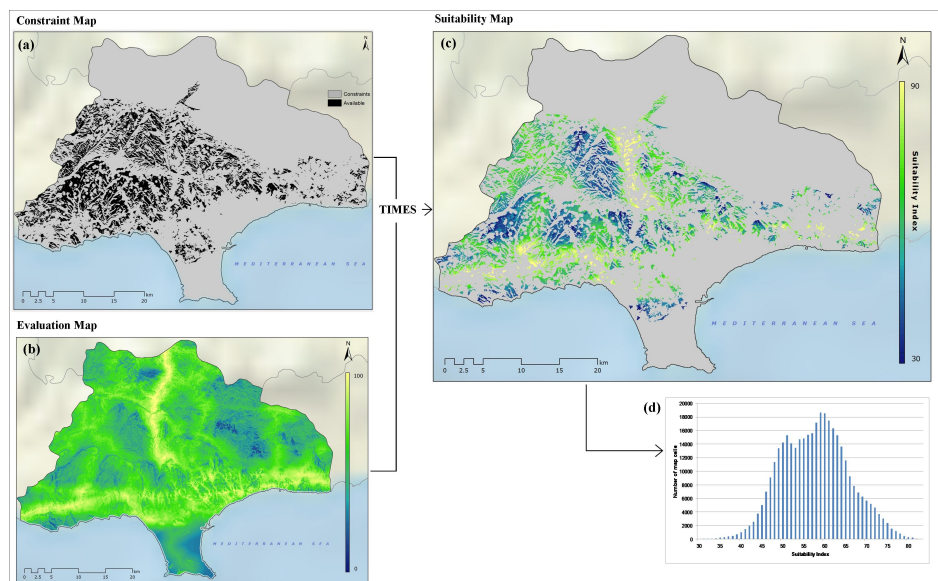 Constraint Map
(a)
N
Constraints
Available
MEDITERRANEAN SEA
0 2.5 5 10 15 20
km
Evaluation Map
(b)
N
100
0
MEDITERRANEAN SEA
0 2.5 5 10 15 20
km
TIMES
Suitability Map
(c)
N
90
Suitability Index
30
MEDITERRANEAN SEA
0 2.5 5 10 15 20
km
(d)
Number of map cells
20000
18000
16000
14000
12000
10000
8000
6000
4000
2000
0
30 35 40 45 50 55 60 65 70 75 80
Suitability Index